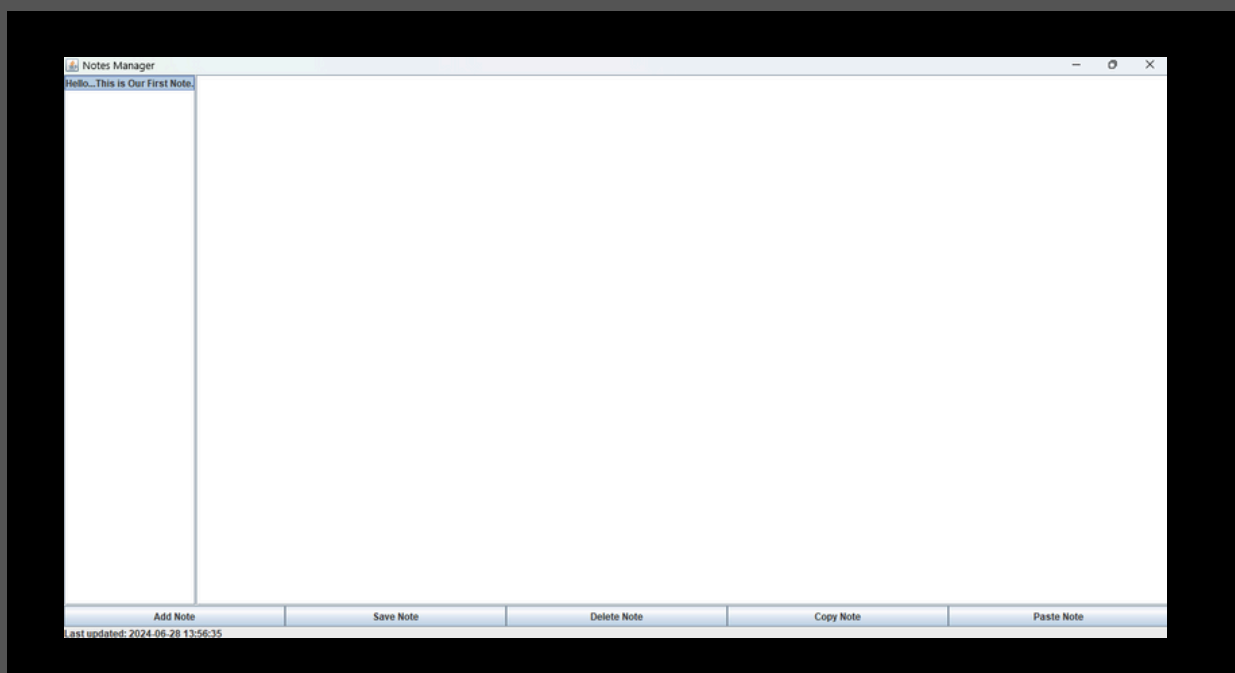 Notes Manager
Hello...This is Our First Note.
Add Note Save Note Delete Note Copy Note Paste Note
Last updated: 2024-06-28 13:56:35